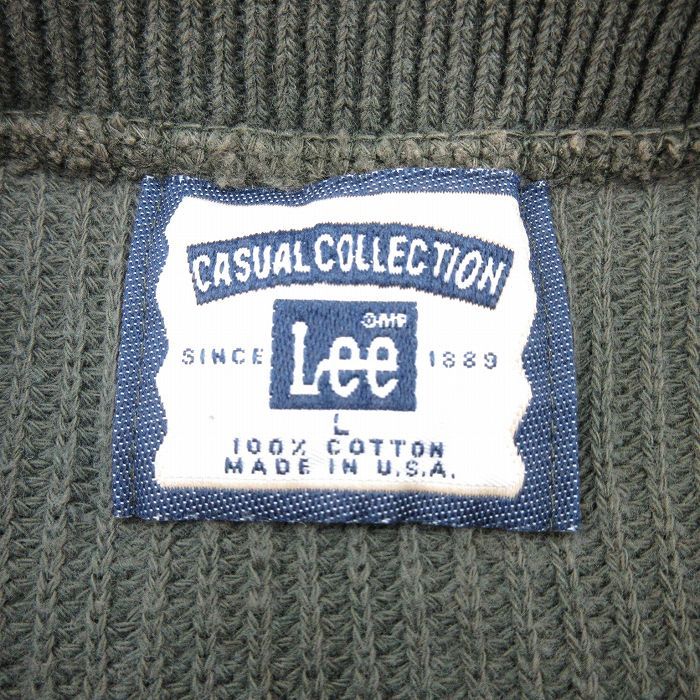 CASUAL COLLECTION
Lee
SINCE 1889
L
100% COTTON
MADE IN U.S.A.